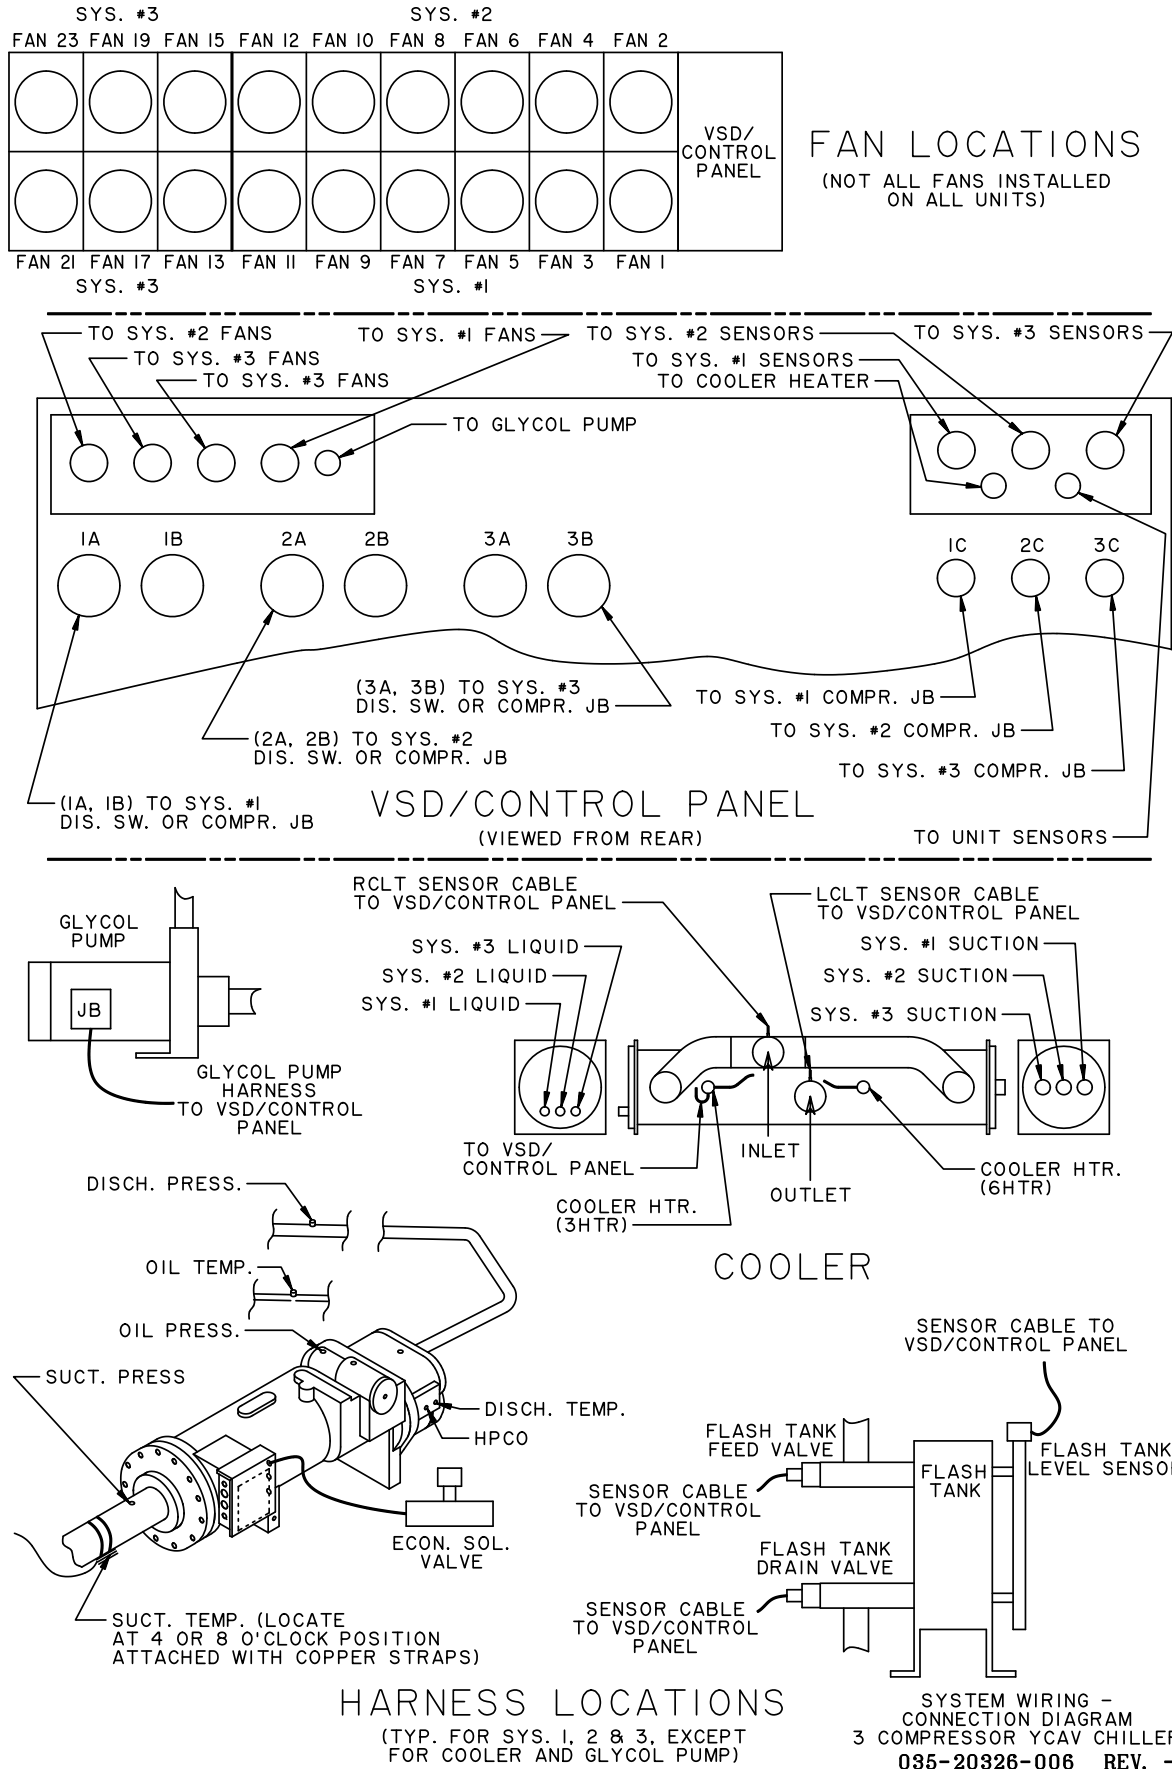 SYS. #3
SYS. #2
FAN 23 FAN 19 FAN 15 FAN 12 FAN 10 FAN 8 FAN 6 FAN 4 FAN 2
VSD/
CONTROL
PANEL
FAN LOCATIONS
(NOT ALL FANS INSTALLED
ON ALL UNITS)
FAN 21 FAN 17 FAN 13 FAN 11 FAN 9 FAN 7 FAN 5 FAN 3 FAN 1
SYS. #3
SYS. #1
TO SYS. #2 FANS
TO SYS. #3 FANS
TO SYS. #3 FANS
TO SYS. #1 FANS
TO SYS. #2 SENSORS
TO SYS. #1 SENSORS
TO COOLER HEATER
TO SYS. #3 SENSORS
TO GLYCOL PUMP
1A 1B 2A 2B 3A 3B 1C 2C 3C
(3A, 3B) TO SYS. #3
DIS. SW. OR COMPR. JB
TO SYS. #1 COMPR. JB
(2A, 2B) TO SYS. #2
DIS. SW. OR COMPR. JB
TO SYS. #2 COMPR. JB
TO SYS. #3 COMPR. JB
(1A, 1B) TO SYS. #1
DIS. SW. OR COMPR. JB
VSD/CONTROL PANEL
(VIEWED FROM REAR)
TO UNIT SENSORS
GLYCOL
PUMP
JB
GLYCOL PUMP
HARNESS
TO VSD/CONTROL
PANEL
RCLT SENSOR CABLE
TO VSD/CONTROL PANEL
LCLT SENSOR CABLE
TO VSD/CONTROL PANEL
SYS. #3 LIQUID
SYS. #2 LIQUID
SYS. #1 LIQUID
SYS. #1 SUCTION
SYS. #2 SUCTION
SYS. #3 SUCTION
TO VSD/
CONTROL PANEL
INLET
OUTLET
COOLER HTR.
(3HTR)
COOLER HTR.
(6HTR)
COOLER
DISCH. PRESS.
OIL TEMP.
OIL PRESS.
SUCT. PRESS
DISCH. TEMP.
HPCO
ECON. SOL.
VALVE
SUCT. TEMP. (LOCATE
AT 4 OR 8 O'CLOCK POSITION
ATTACHED WITH COPPER STRAPS)
SENSOR CABLE TO
VSD/CONTROL PANEL
FLASH TANK
FEED VALVE
FLASH
TANK
FLASH TANK
LEVEL SENSO
SENSOR CABLE
TO VSD/CONTROL
PANEL
FLASH TANK
DRAIN VALVE
SENSOR CABLE
TO VSD/CONTROL
PANEL
HARNESS LOCATIONS
(TYP. FOR SYS. 1, 2 & 3, EXCEPT
FOR COOLER AND GLYCOL PUMP)
SYSTEM WIRING -
CONNECTION DIAGRAM
3 COMPRESSOR YCAV CHILLER
035-20326-006 REV. -